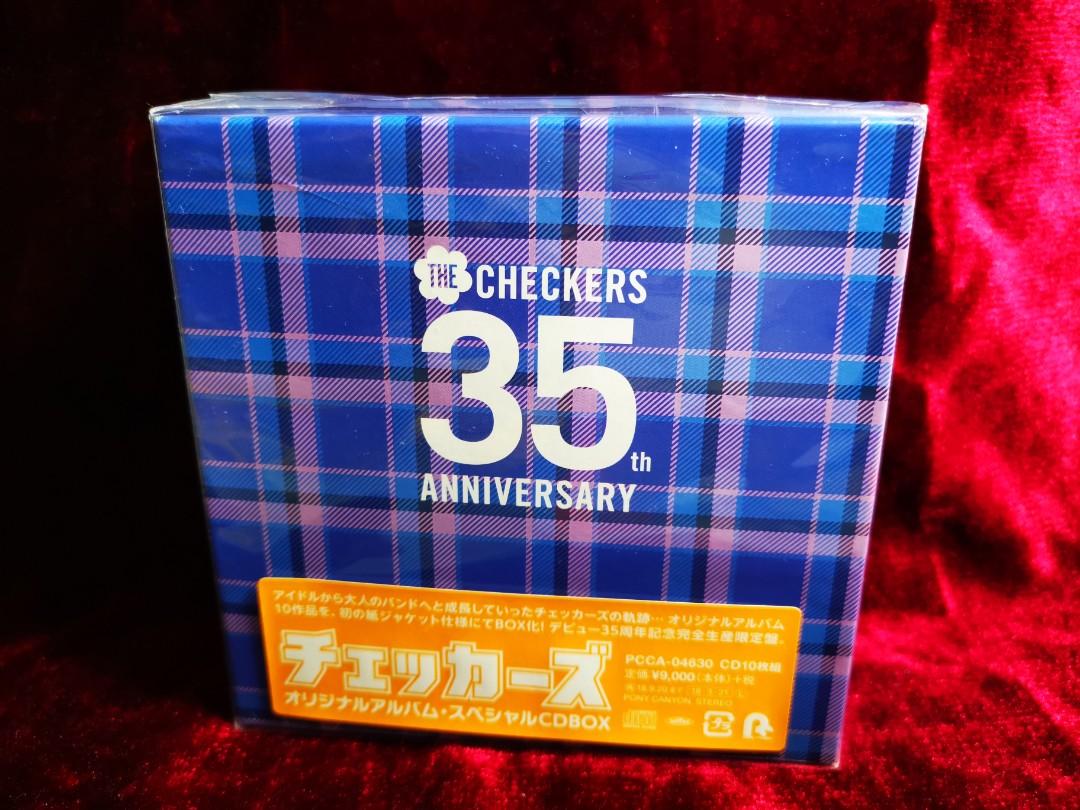 THE CHECKERS
35th
ANNIVERSARY
アイドルから大人のバンドへと成長していったチェッカーズの軌跡… オリジナルアルバム
10作品を、初の紙ジャケット仕様にてBOX化! デビュー35周年記念完全生産限定盤。
チェッカーズ
オリジナルアルバム・スペシャルCDBOX
PCCA-04630 CD10枚組
定価 ¥9,000(本体)+税
PONY CANYON STEREO